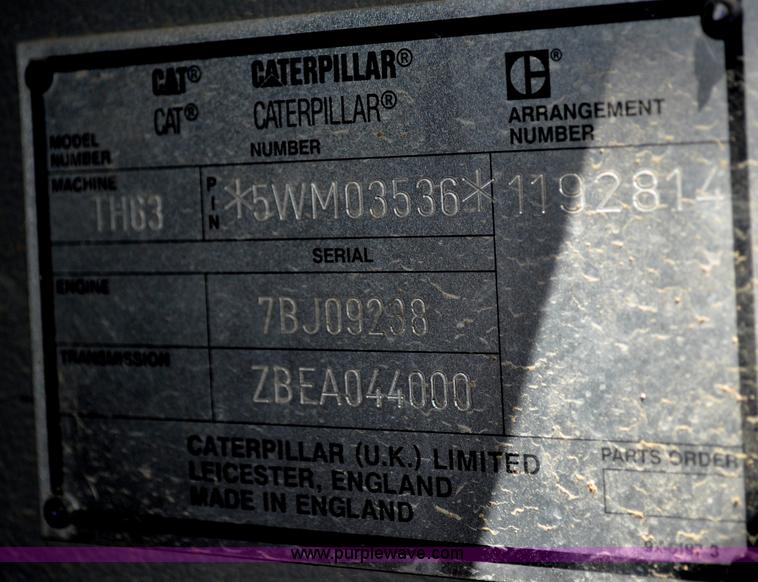 CAT® CATERPILLAR® ®
CAT® CATERPILLAR® ARRANGEMENT
MODEL NUMBER
NUMBER NUMBER
MACHINE
TH63 PIN *5WM03536* 1192814
SERIAL
ENGINE
7BJ09238
TRANSMISSION
ZBEA044000
CATERPILLAR (U.K.) LIMITED
LEICESTER, ENGLAND
MADE IN ENGLAND
PARTS ORDER
www.purplewave.com